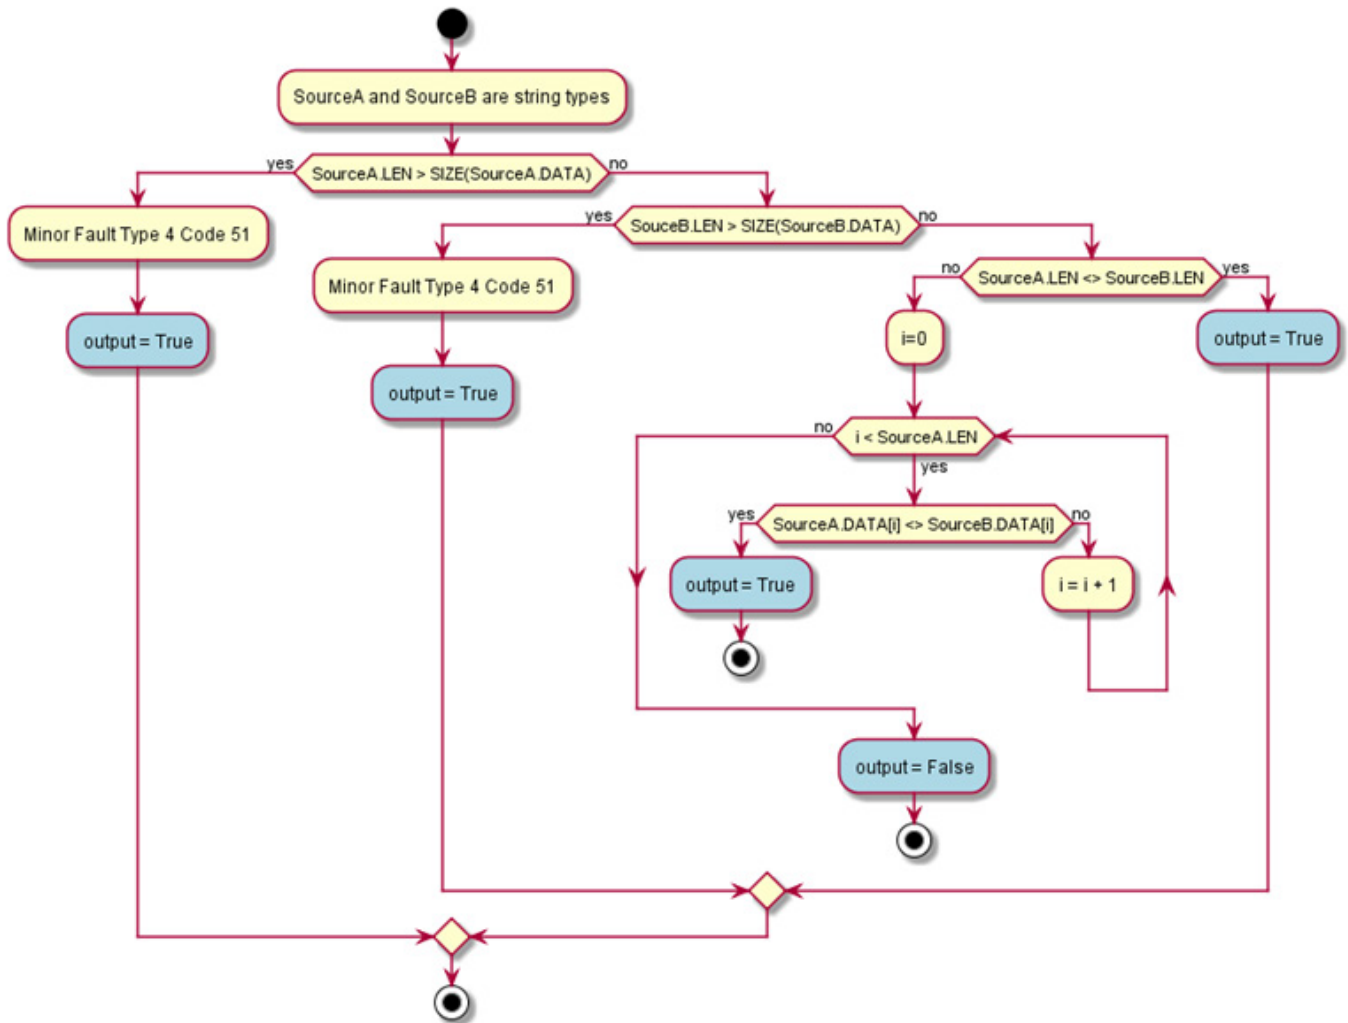 SourceA and SourceB are string types
yes
SourceA.LEN > SIZE(SourceA.DATA)
no
Minor Fault Type 4 Code 51
output = True
yes
SouceB.LEN > SIZE(SourceB.DATA)
no
Minor Fault Type 4 Code 51
output = True
no
SourceA.LEN <> SourceB.LEN
yes
i=0
output = True
no
i < SourceA.LEN
yes
yes
SourceA.DATA[i] <> SourceB.DATA[i]
no
output = True
i = i + 1
output = False